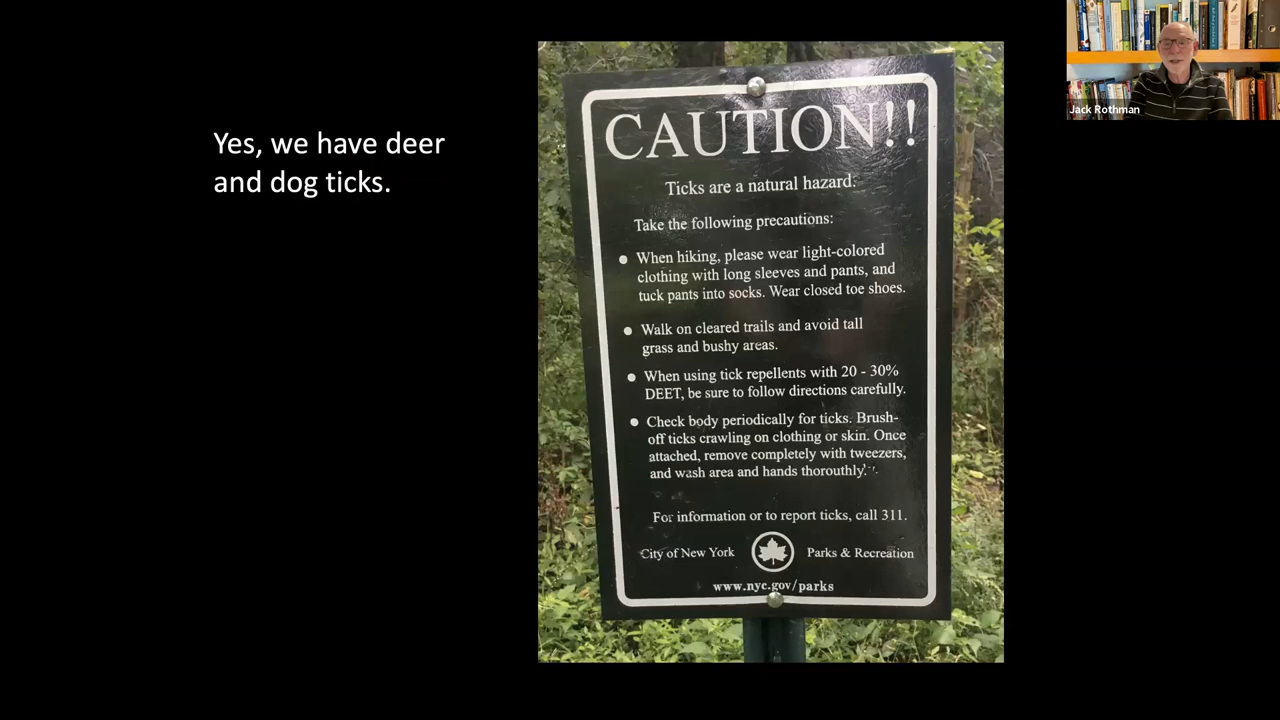 Yes, we have deer
and dog ticks.
CAUTION!!
Ticks are a natural hazard.
Take the following precautions:
• When hiking, please wear light-colored
clothing with long sleeves and pants, and
tuck pants into socks. Wear closed toe shoes.
• Walk on cleared trails and avoid tall
grass and bushy areas.
• When using tick repellents with 20 - 30%
DEET, be sure to follow directions carefully.
• Check body periodically for ticks. Brush-
off ticks crawling on clothing or skin. Once
attached, remove completely with tweezers,
and wash area and hands thorouthly.
For information or to report ticks, call 311.
City of New York Parks & Recreation
www.nyc.gov/parks
Jack Rothman